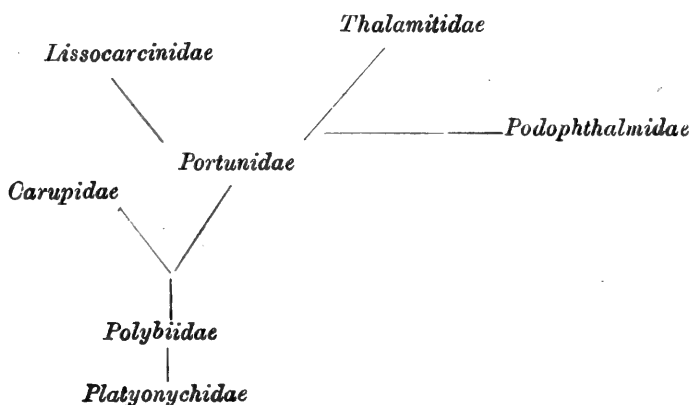 Thalamitidae
Lissocarcinidae
Podophthalmidae
Portunidae
Carupidae
Polybiidae
Platyonychidae